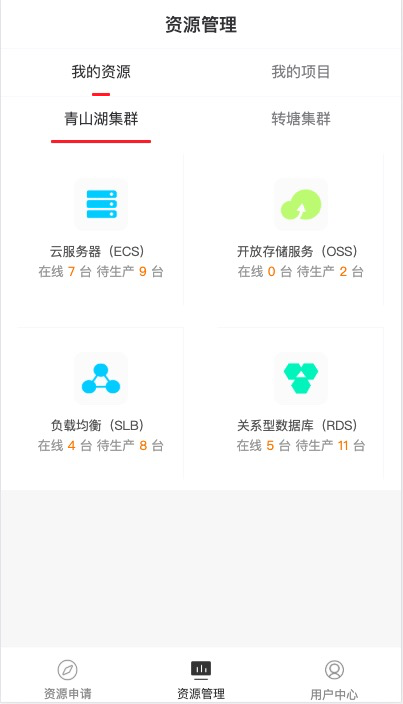 资源管理
我的资源 我的项目
青山湖集群 转塘集群
云服务器（ECS） 开放存储服务（OSS）
在线 7 台 待生产 9 台 在线 0 台 待生产 2 台
负载均衡（SLB） 关系型数据库（RDS）
在线 4 台 待生产 8 台 在线 5 台 待生产 11 台
资源申请 资源管理 用户中心